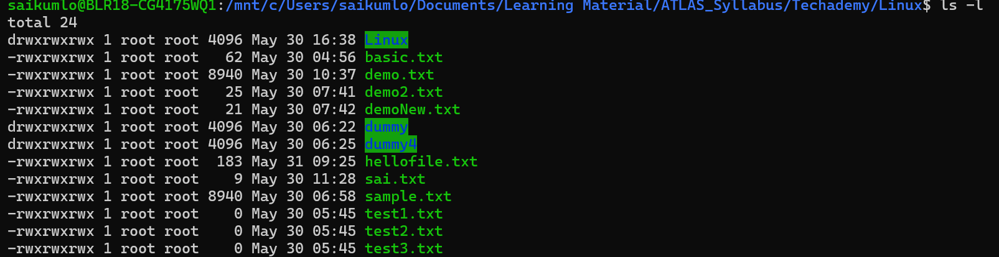 saikumlo@BLR18-CG4175WQ1:/mnt/c/Users/saikumlo/Documents/Learning Material/ATLAS_Syllabus/Techademy/Linux$ ls -l
total 24
drwxrwxrwx 1 root root 4096 May 30 16:38 Linux
-rwxrwxrwx 1 root root   62 May 30 04:56 basic.txt
-rwxrwxrwx 1 root root 8940 May 30 10:37 demo.txt
-rwxrwxrwx 1 root root   25 May 30 07:41 demo2.txt
-rwxrwxrwx 1 root root   21 May 30 07:42 demoNew.txt
drwxrwxrwx 1 root root 4096 May 30 06:22 dummy
drwxrwxrwx 1 root root 4096 May 30 06:25 dummy4
-rwxrwxrwx 1 root root  183 May 31 09:25 hellofile.txt
-rwxrwxrwx 1 root root    9 May 30 11:28 sai.txt
-rwxrwxrwx 1 root root 8940 May 30 06:58 sample.txt
-rwxrwxrwx 1 root root    0 May 30 05:45 test1.txt
-rwxrwxrwx 1 root root    0 May 30 05:45 test2.txt
-rwxrwxrwx 1 root root    0 May 30 05:45 test3.txt